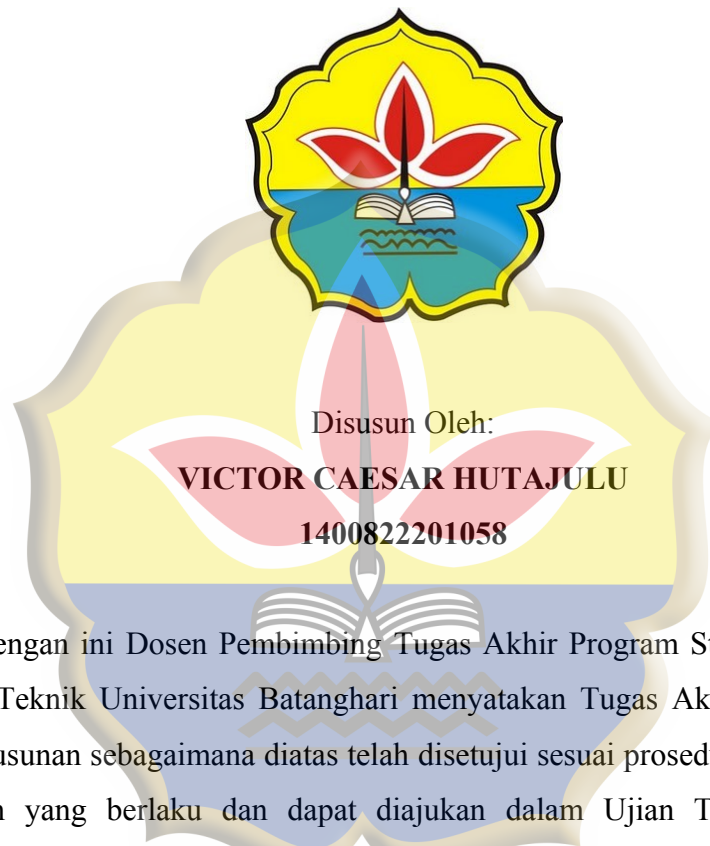 Disusun Oleh:
VICTOR CAESAR HUTAJULU
1400822201058
engan ini Dosen Pembimbing Tugas Akhir Program St
Teknik Universitas Batanghari menyatakan Tugas Ak
usunan sebagaimana diatas telah disetujui sesuai prosed
yang berlaku dan dapat diajukan dalam Ujian T